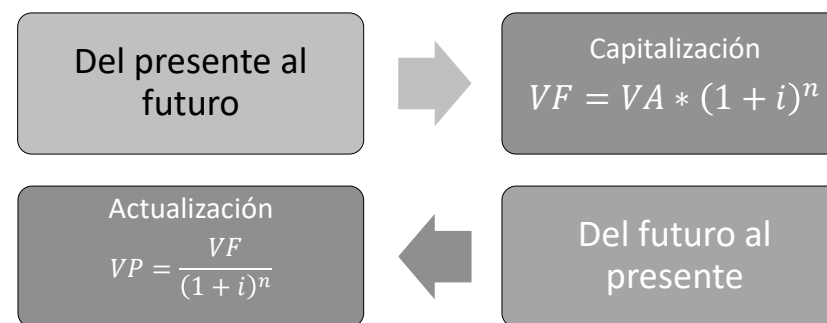 Del presente al
futuro
Capitalización
VF = VA * (1 + i)^n
Actualización
VP = VF / (1 + i)^n
Del futuro al
presente